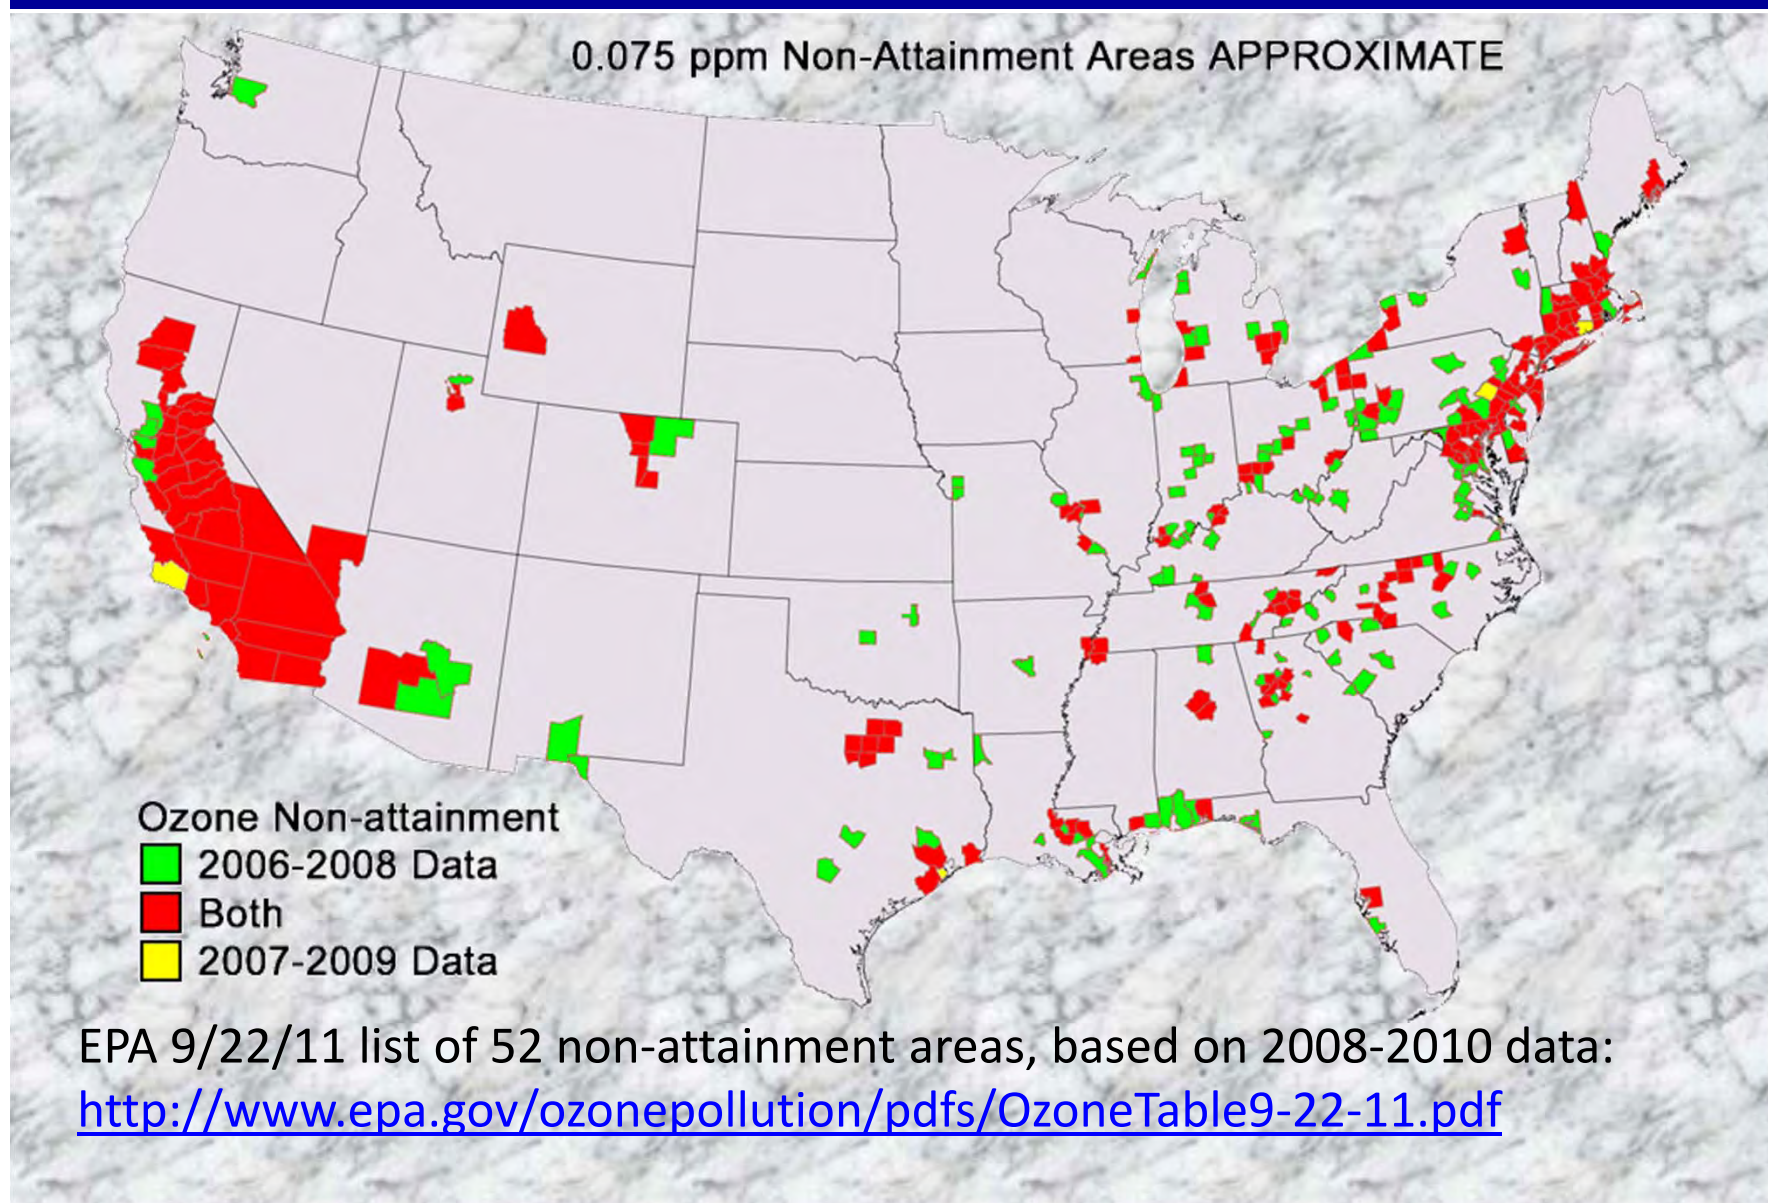 0.075 ppm Non-Attainment Areas APPROXIMATE
Ozone Non-attainment
2006-2008 Data
Both
2007-2009 Data
EPA 9/22/11 list of 52 non-attainment areas, based on 2008-2010 data:
http://www.epa.gov/ozonepollution/pdfs/OzoneTable9-22-11.pdf